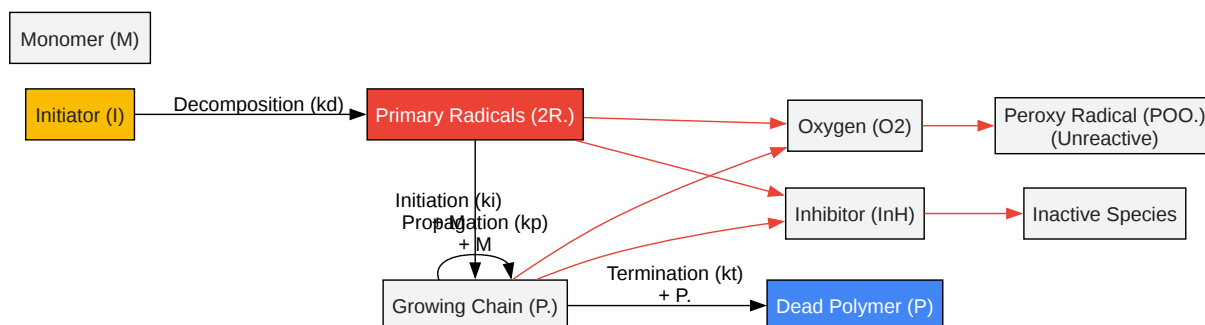 Monomer (M)
Initiator (I)
Decomposition (kd)
Primary Radicals (2R.)
Oxygen (O2)
Peroxy Radical (POO.)
(Unreactive)
Initiation (ki)
+ M
Propagation (kp)
+ M
Inhibitor (InH)
Inactive Species
Growing Chain (P.)
Termination (kt)
+ P.
Dead Polymer (P)